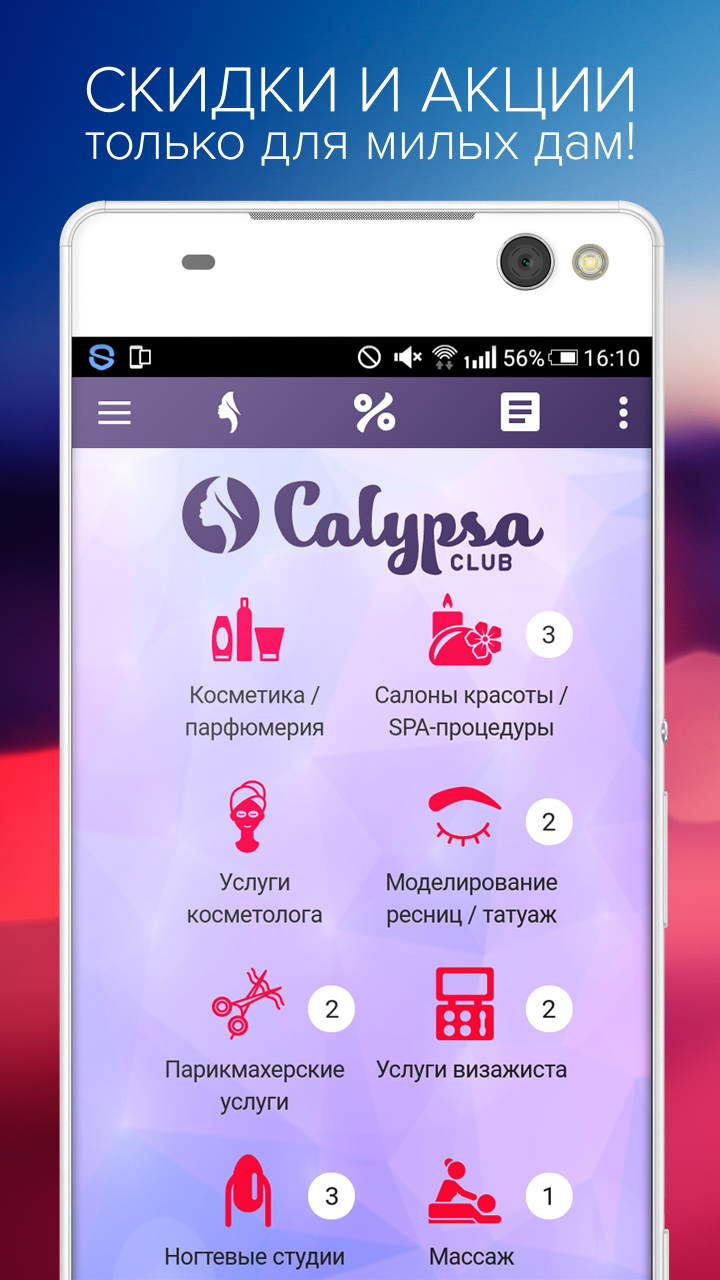 СКИДКИ И АКЦИИ
только для милых дам!
56% 16:10
Calypsa
CLUB
3
Косметика /
парфюмерия
Салоны красоты /
SPA-процедуры
2
Услуги
косметолога
Моделирование
ресниц / татуаж
2
2
Парикмахерские
услуги
Услуги визажиста
3
1
Ногтевые студии
Массаж